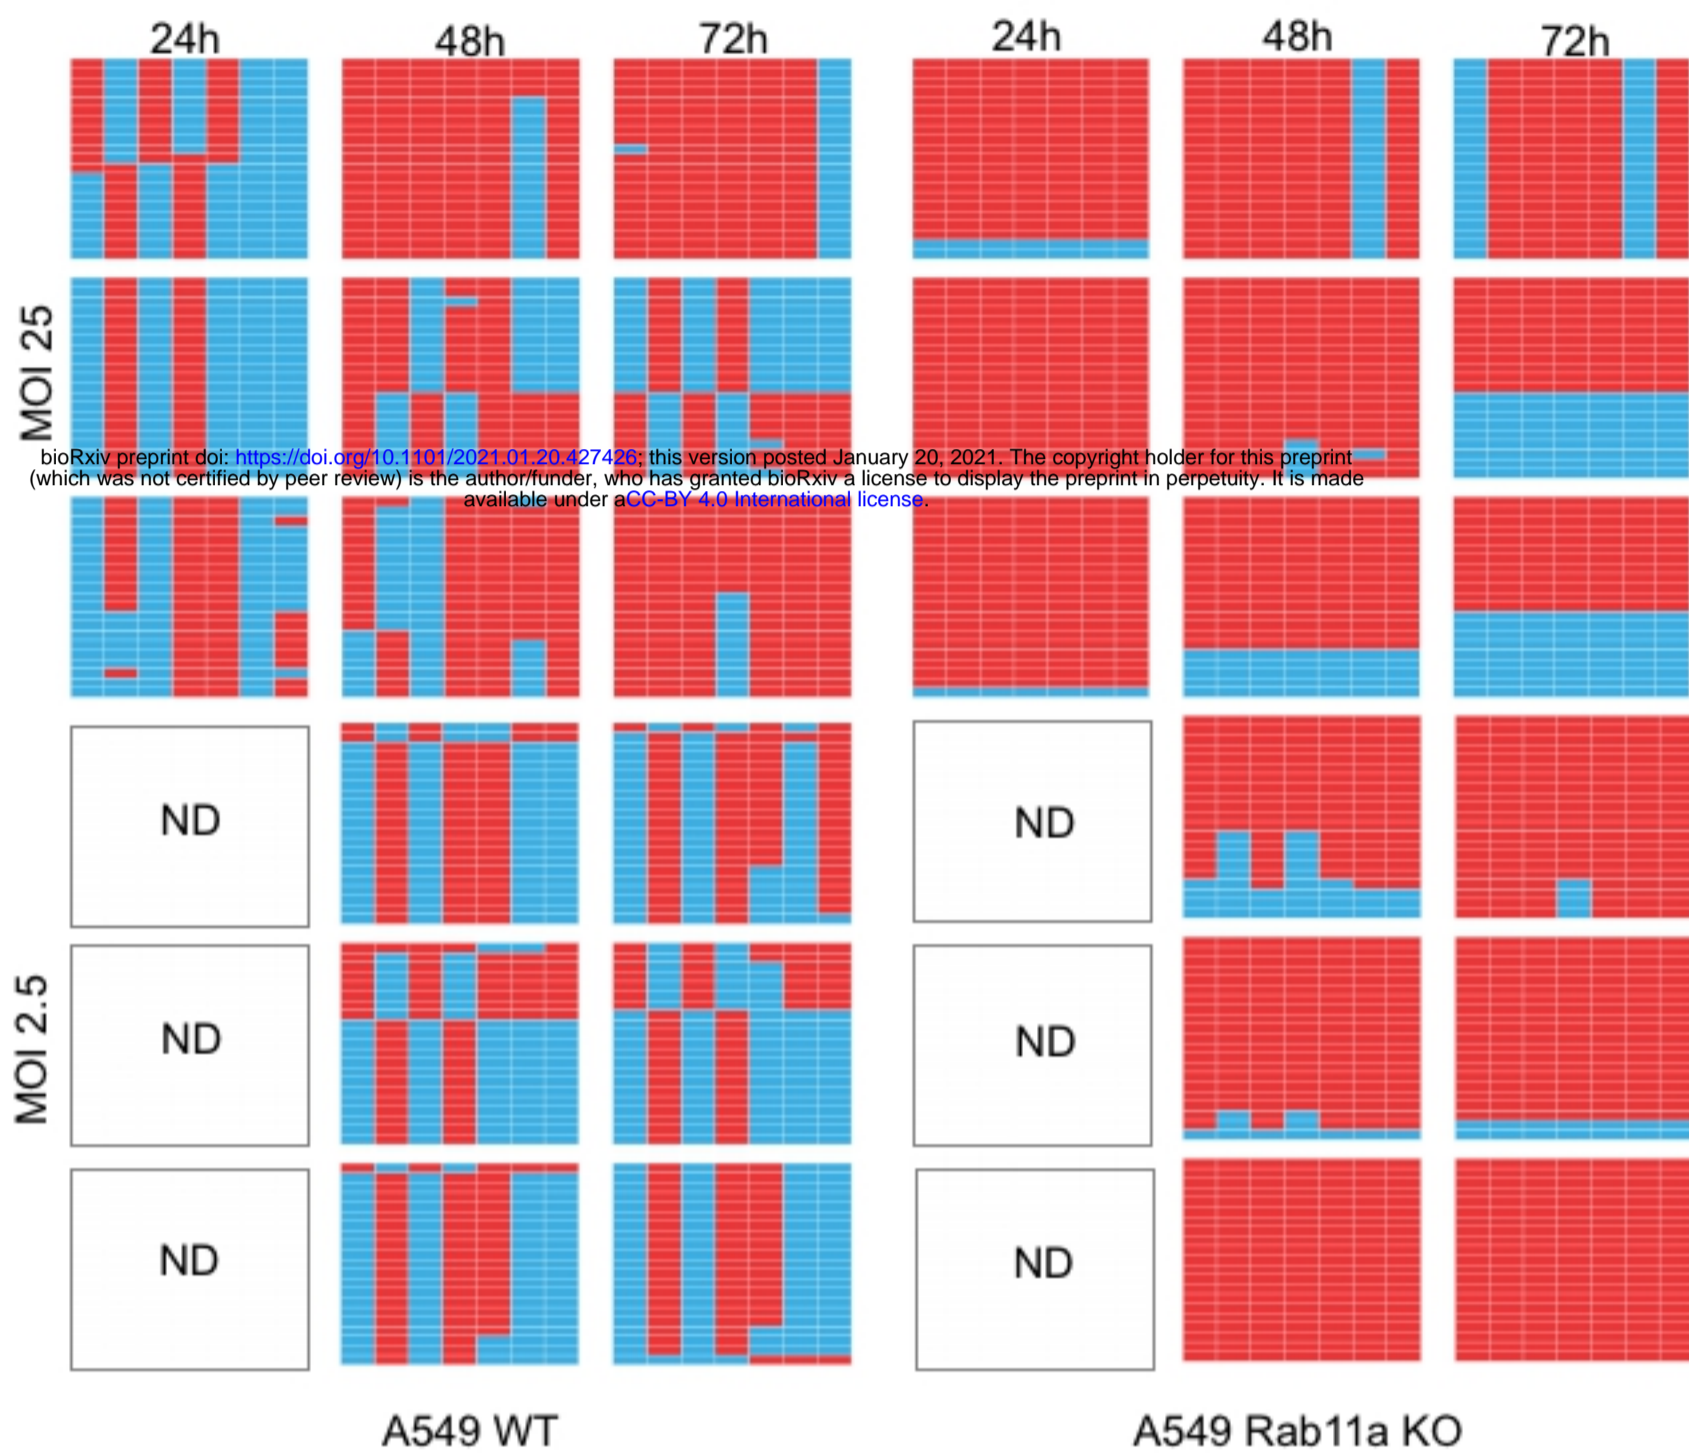 24h 48h 72h 24h 48h 72h
MOI 25
bioRxiv preprint doi: https://doi.org/10.1101/2021.01.20.427426; this version posted January 20, 2021. The copyright holder for this preprint
(which was not certified by peer review) is the author/funder, who has granted bioRxiv a license to display the preprint in perpetuity. It is made
available under aCC-BY 4.0 International license.
ND ND
MOI 2.5
ND ND
ND ND
A549 WT A549 Rab11a KO